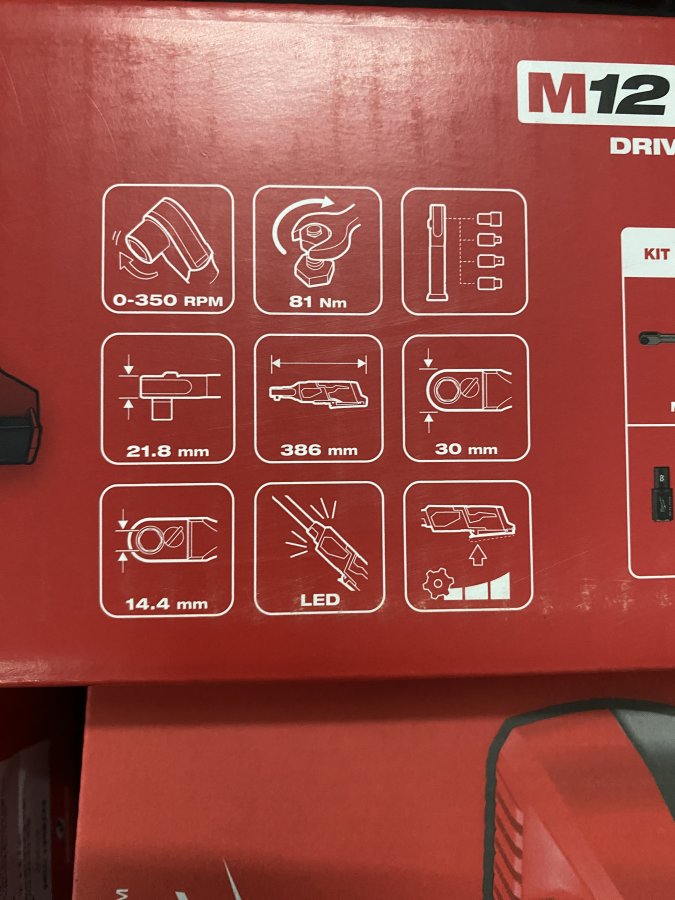 M12
DRIV
0-350 RPM
81 Nm
KIT
21.8 mm
386 mm
30 mm
14.4 mm
LED
M